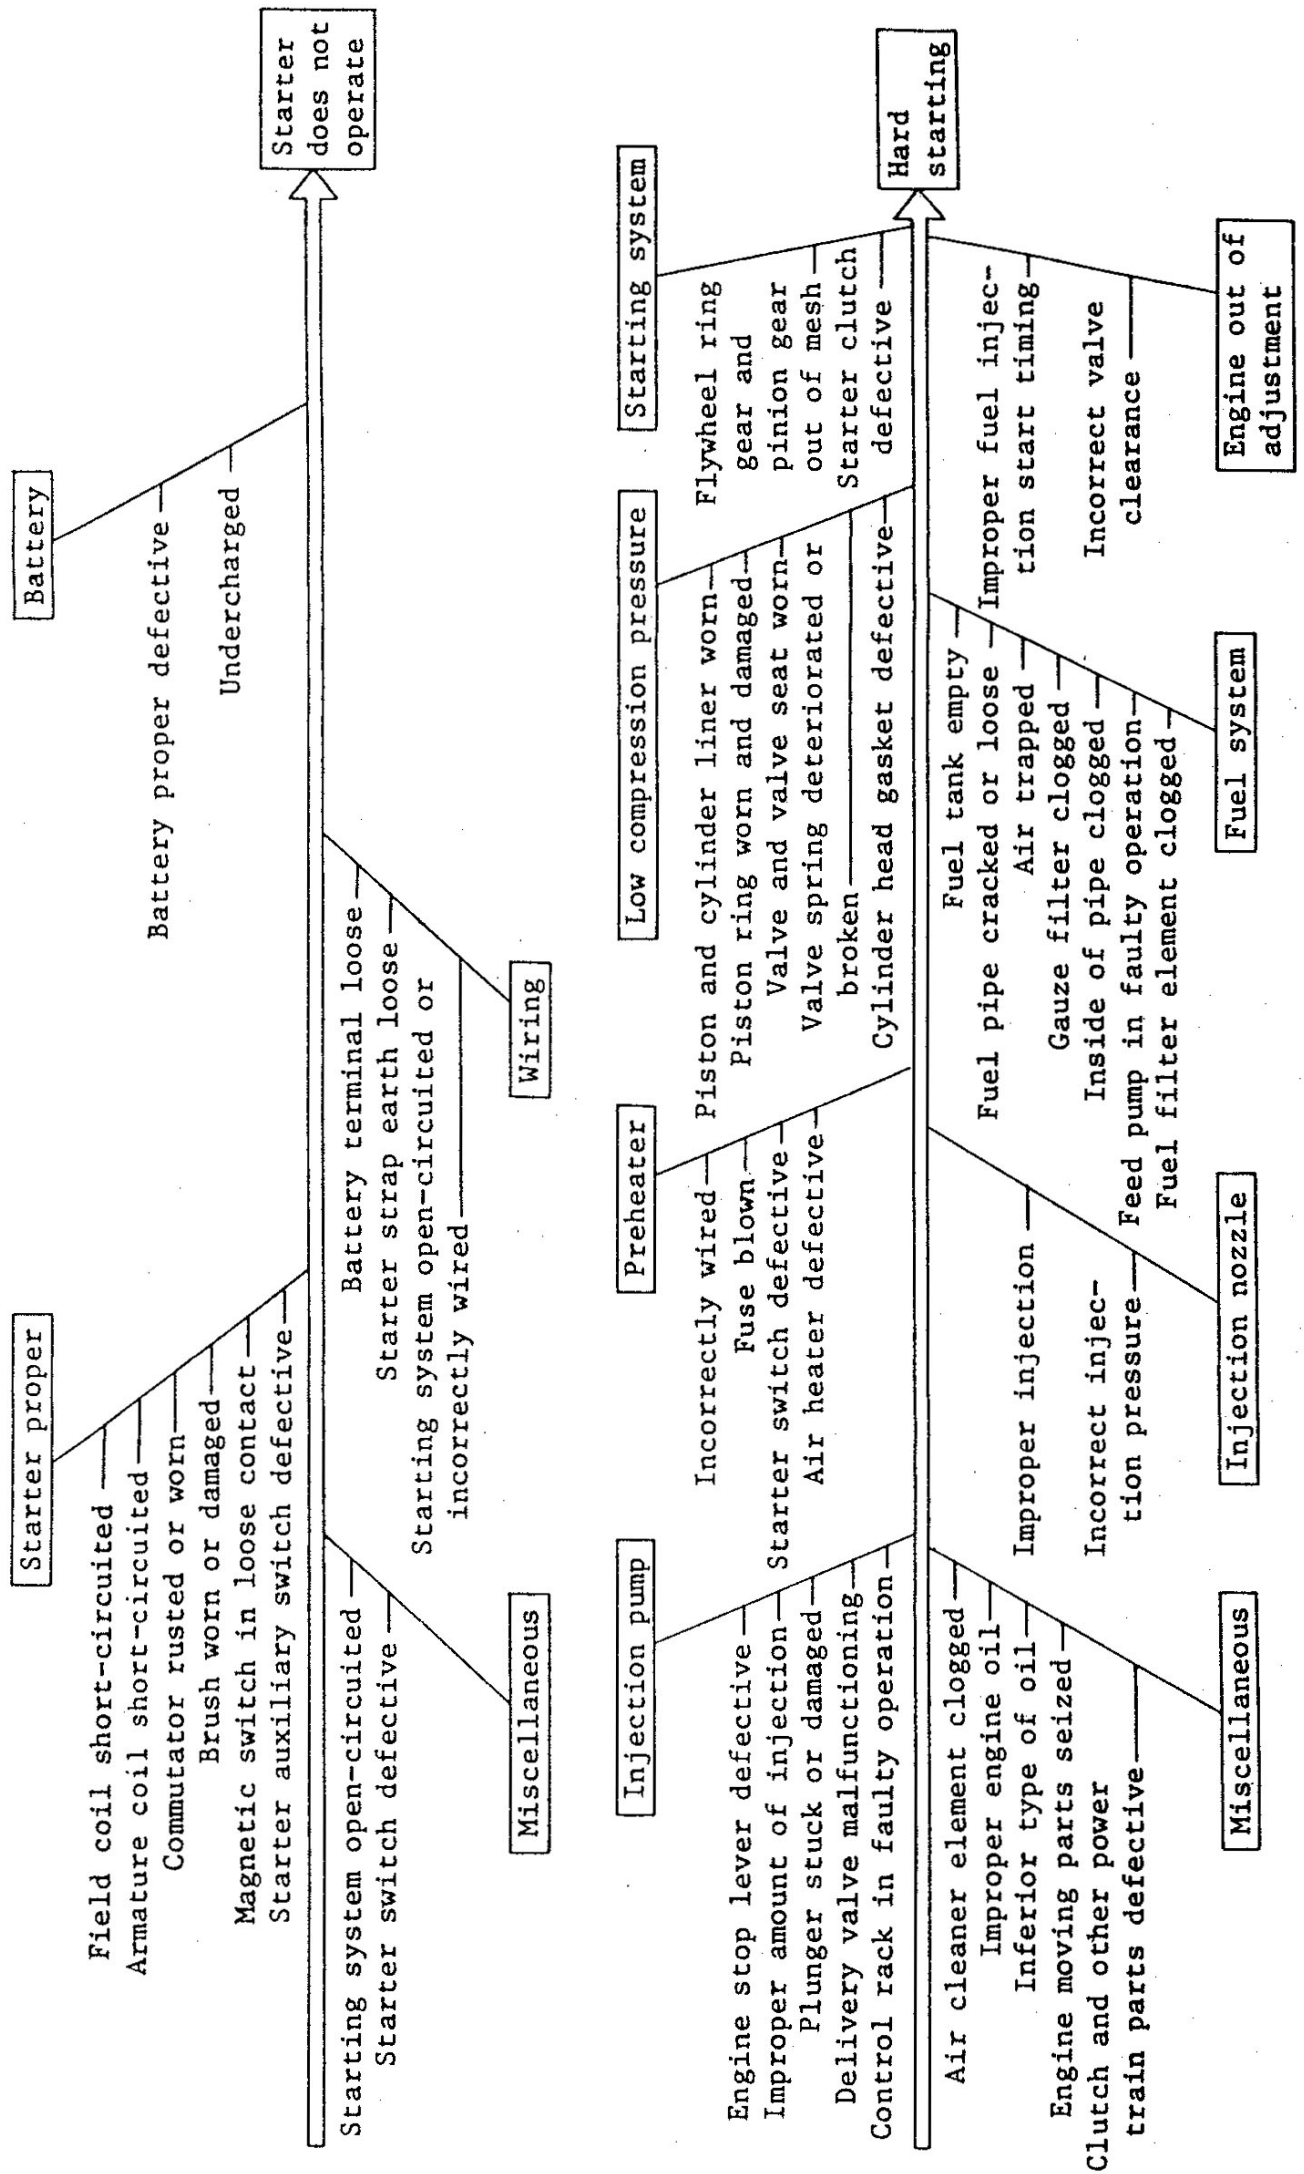 Starter proper
Field coil short-circuited
Armature coil short-circuited
Commutator rusted or worn
Brush worn or damaged
Magnetic switch in loose contact
Starter auxiliary switch defective
Battery
Battery proper defective
Undercharged
Starter
does not
operate
Starting system open-circuited
Starter switch defective
Miscellaneous
Battery terminal loose
Starter strap earth loose
Starting system open-circuited or
incorrectly wired
Wiring
Injection pump
Engine stop lever defective
Improper amount of injection
Plunger stuck or damaged
Delivery valve malfunctioning
Control rack in faulty operation
Preheater
Incorrectly wired
Fuse blown
Starter switch defective
Air heater defective
Low compression pressure
Piston and cylinder liner worn
Piston ring worn and damaged
Valve and valve seat worn
Valve spring deteriorated or
broken
Cylinder head gasket defective
Starting system
Flywheel ring
gear and
pinion gear
out of mesh
Starter clutch
defective
Hard
starting
Air cleaner element clogged
Improper engine oil
Inferior type of oil
Engine moving parts seized
Clutch and other power
train parts defective
Miscellaneous
Improper injection
Incorrect injec-
tion pressure
Injection nozzle
Fuel tank empty
Fuel pipe cracked or loose
Air trapped
Gauze filter clogged
Inside of pipe clogged
Feed pump in faulty operation
Fuel filter element clogged
Fuel system
Improper fuel injec-
tion start timing
Incorrect valve
clearance
Engine out of
adjustment